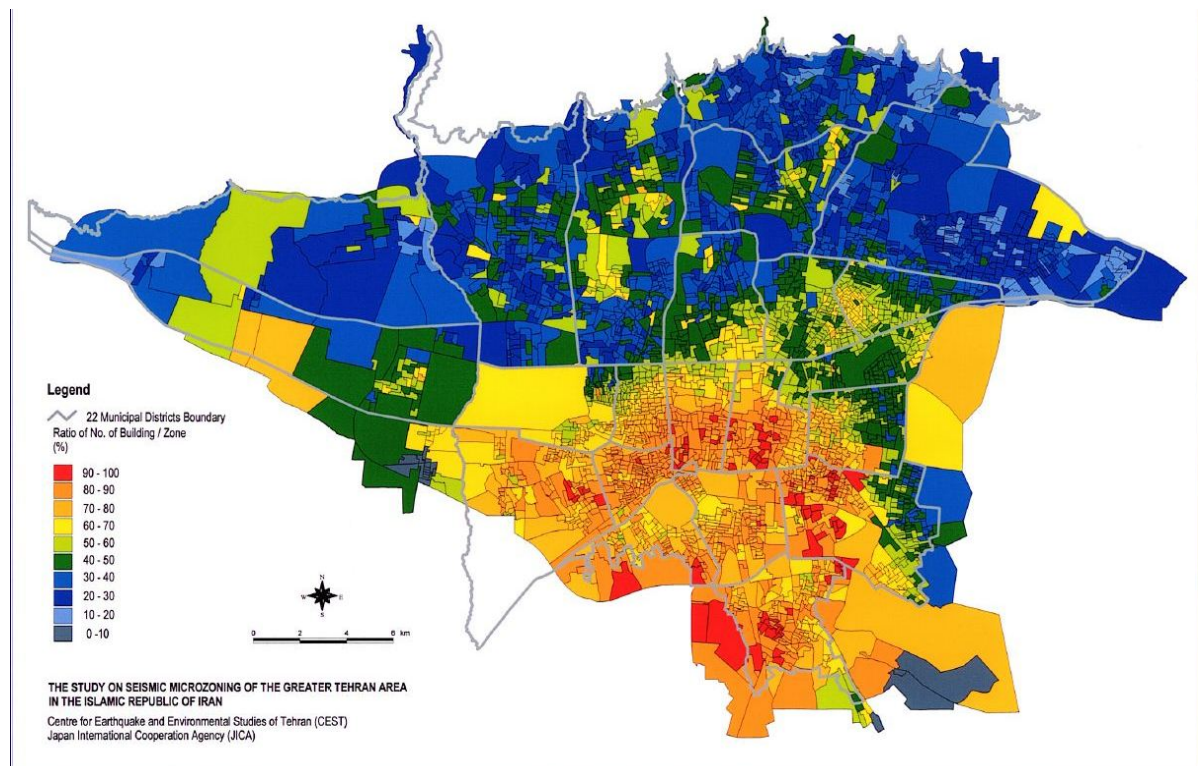 Legend
22 Municipal Districts Boundary
Ratio of No. of Building / Zone
(%)
90 - 100
80 - 90
70 - 80
60 - 70
50 - 60
40 - 50
30 - 40
20 - 30
10 - 20
0 -10
N
W E
S
0 2 4 6 km
THE STUDY ON SEISMIC MICROZONING OF THE GREATER TEHRAN AREA
IN THE ISLAMIC REPUBLIC OF IRAN
Centre for Earthquake and Environmental Studies of Tehran (CEST)
Japan International Cooperation Agency (JICA)